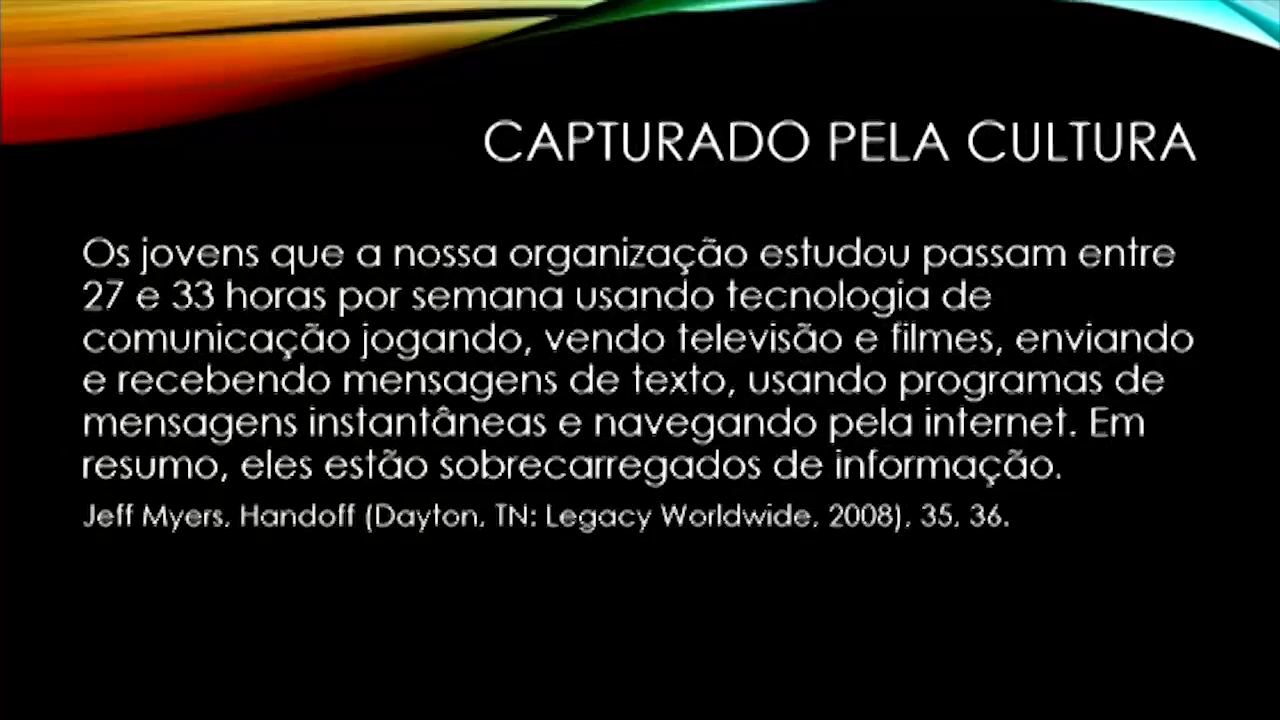 CAPTURADO PELA CULTURA
Os jovens que a nossa organização estudou passam entre
27 e 33 horas por semana usando tecnologia de
comunicação jogando, vendo televisão e filmes, enviando
e recebendo mensagens de texto, usando programas de
mensagens instantâneas e navegando pela internet. Em
resumo, eles estão sobrecarregados de informação.
Jeff Myers, Handoff (Dayton, TN: Legacy Worldwide, 2008), 35, 36.